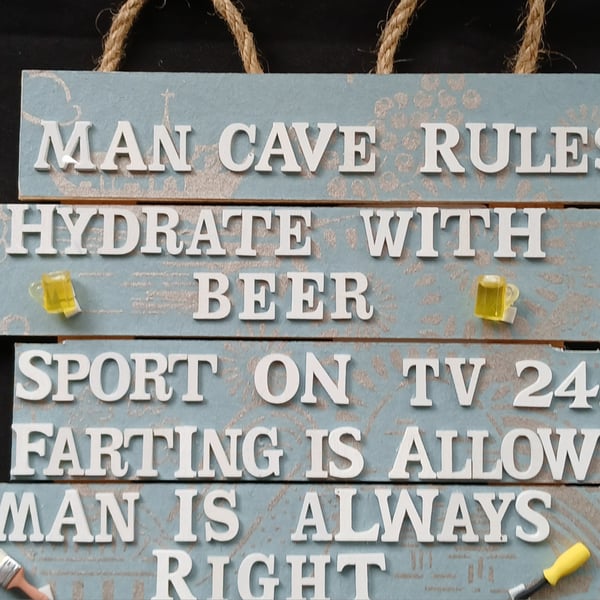 MAN CAVE RULES
HYDRATE WITH
BEER
SPORT ON TV 24
FARTING IS ALLOW
MAN IS ALWAYS
RIGHT